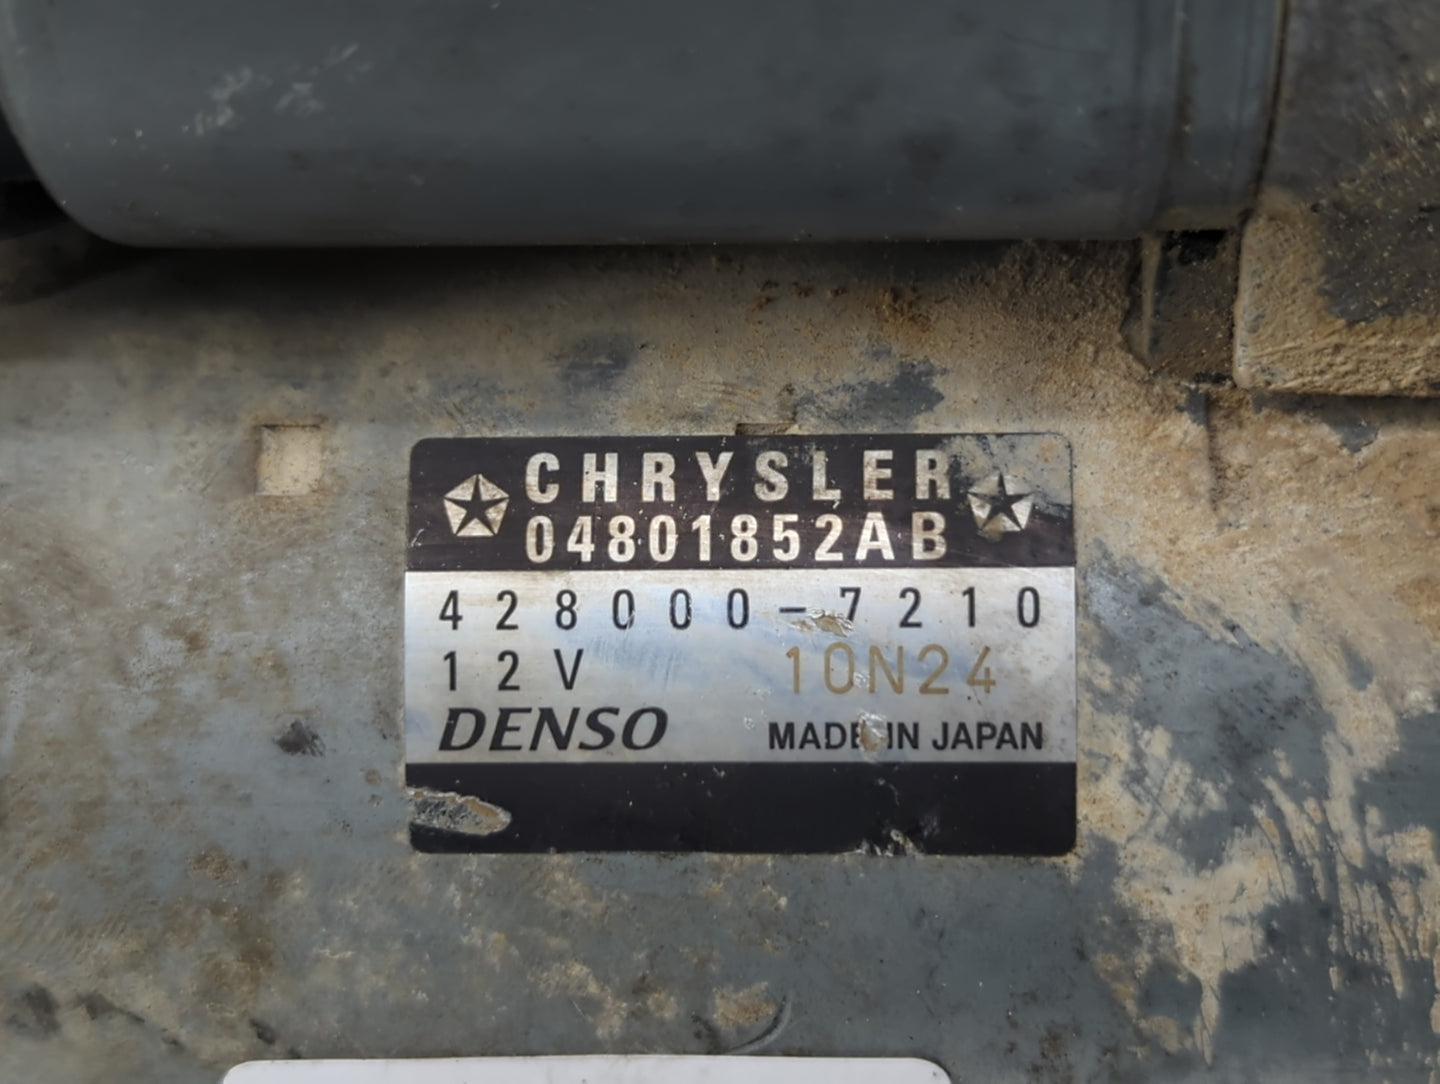 CHRYSLER
04801852AB
428000-7210
12V 10N24
DENSO MADE IN JAPAN